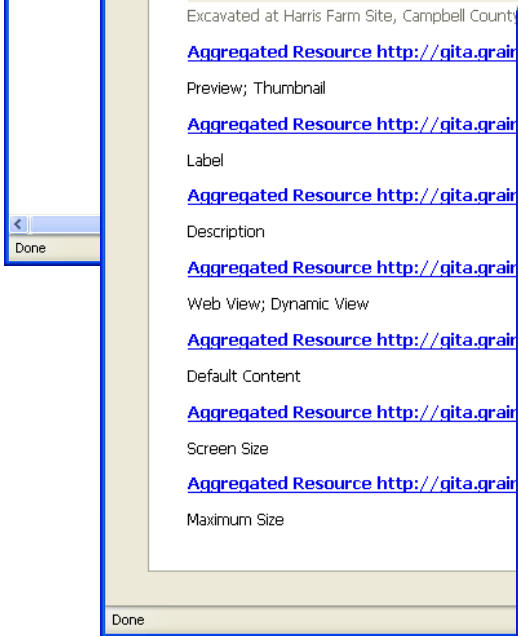 Excavated at Harris Farm Site, Campbell County
Aggregated Resource http://gita.grain
Preview; Thumbnail
Aggregated Resource http://gita.grain
Label
Aggregated Resource http://gita.grain
Description
Aggregated Resource http://gita.grain
Web View; Dynamic View
Aggregated Resource http://gita.grain
Default Content
Aggregated Resource http://gita.grain
Screen Size
Aggregated Resource http://gita.grain
Maximum Size
Done
Done